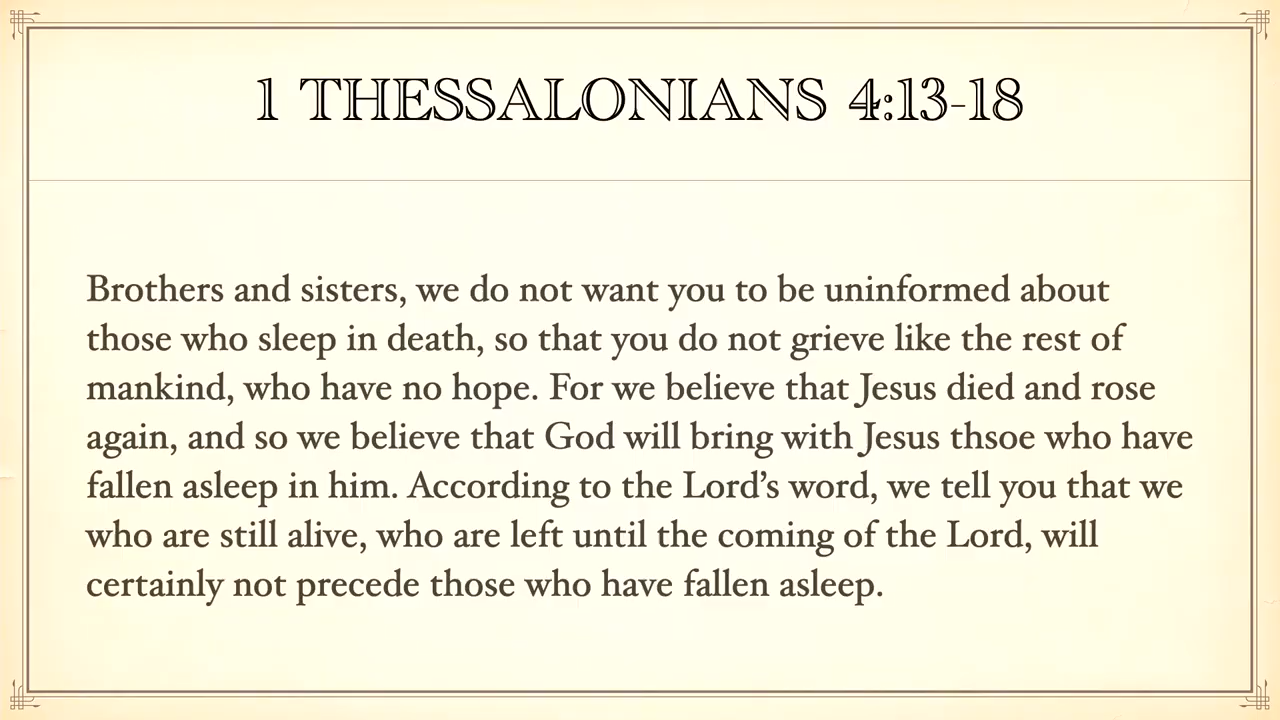 1 THESSALONIANS 4:13-18
Brothers and sisters, we do not want you to be uninformed about
those who sleep in death, so that you do not grieve like the rest of
mankind, who have no hope. For we believe that Jesus died and rose
again, and so we believe that God will bring with Jesus thsoe who have
fallen asleep in him. According to the Lord’s word, we tell you that we
who are still alive, who are left until the coming of the Lord, will
certainly not precede those who have fallen asleep.